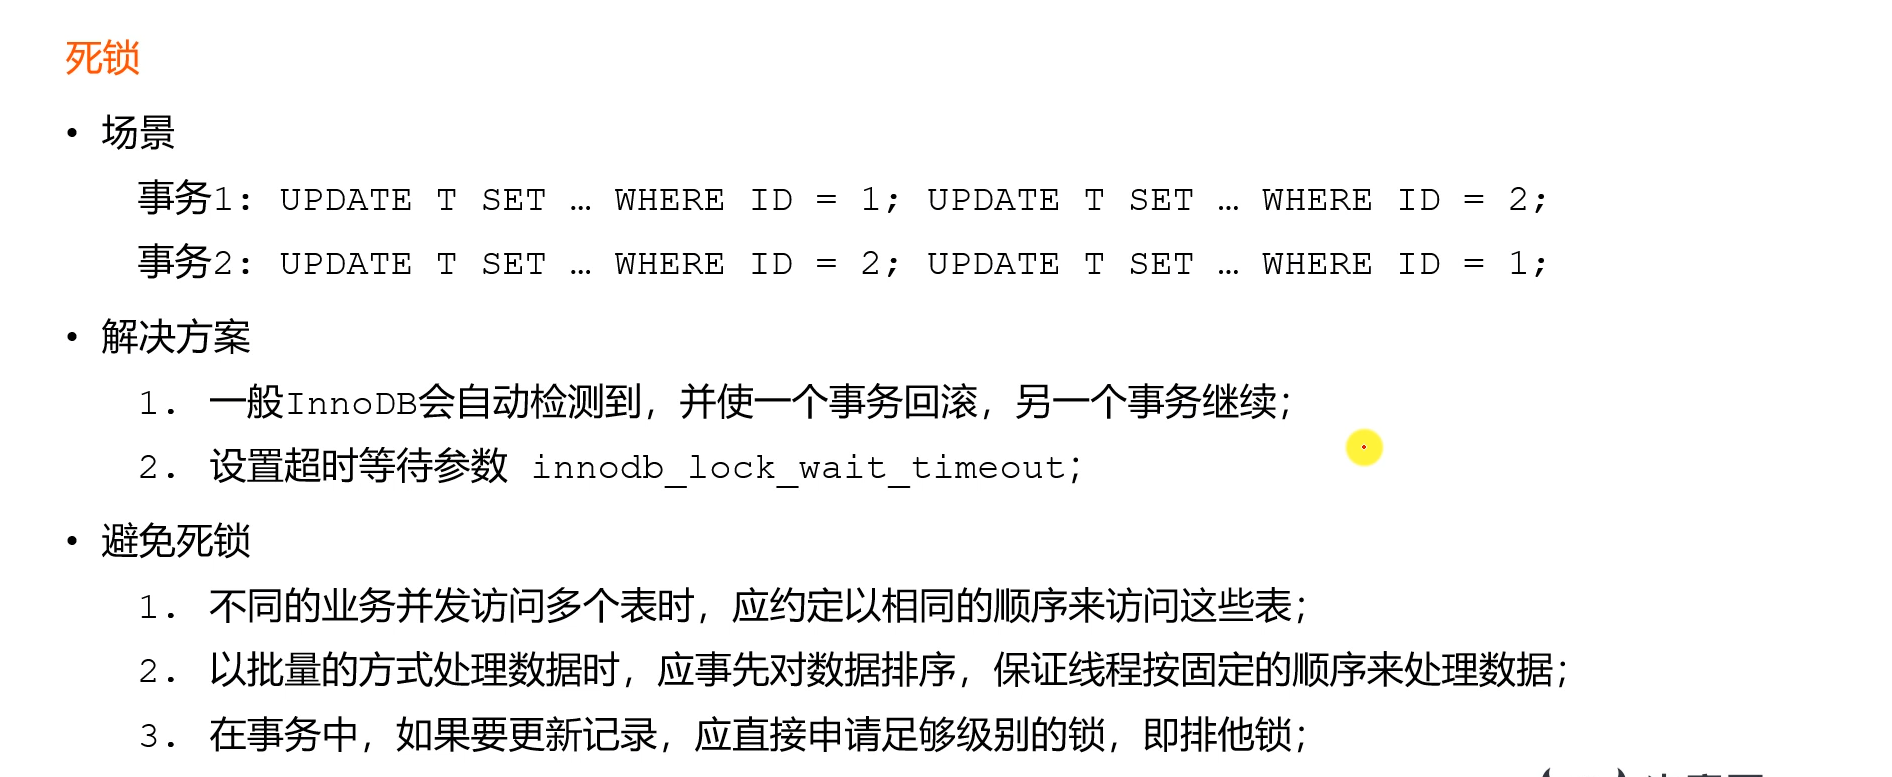 死锁
• 场景
事务1: UPDATE T SET … WHERE ID = 1; UPDATE T SET … WHERE ID = 2;
事务2: UPDATE T SET … WHERE ID = 2; UPDATE T SET … WHERE ID = 1;
• 解决方案
1. 一般InnoDB会自动检测到，并使一个事务回滚，另一个事务继续；
2. 设置超时等待参数 innodb_lock_wait_timeout；
• 避免死锁
1. 不同的业务并发访问多个表时，应约定以相同的顺序来访问这些表；
2. 以批量的方式处理数据时，应事先对数据排序，保证线程按固定的顺序来处理数据；
3. 在事务中，如果要更新记录，应直接申请足够级别的锁，即排他锁；